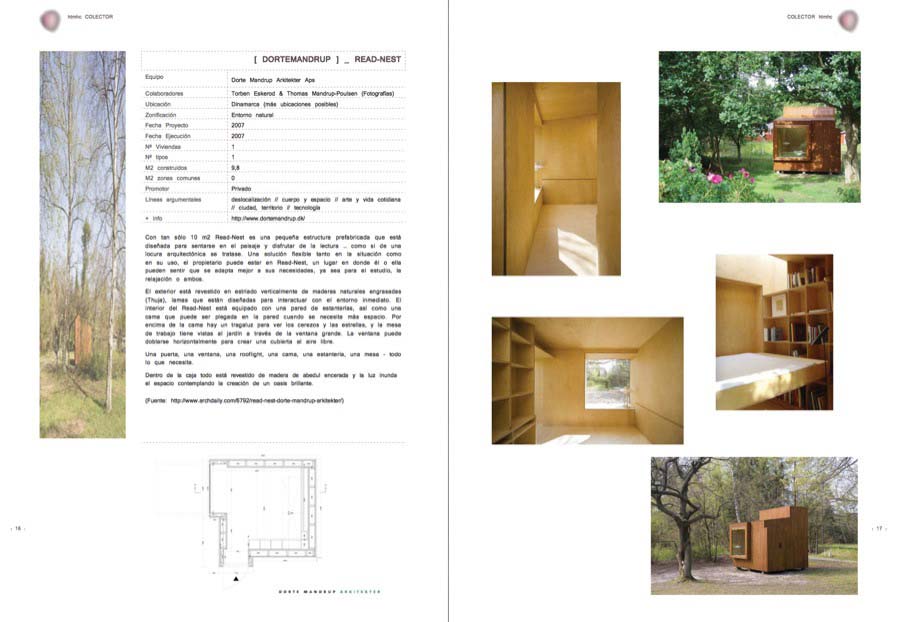 htmhc COLECTOR
[ DORTEMANDRUP ] _ READ-NEST
Equipo Dorte Mandrup Arkitekter Aps
Colaboradores Torben Eskerod & Thomas Mandrup-Poulsen (Fotografías)
Ubicación Dinamarca (más ubicaciones posibles)
Zonificación Entorno natural
Fecha Proyecto 2007
Fecha Ejecución 2007
Nº Viviendas 1
Nº tipos 1
M2 construidos 9,8
M2 zonas comunes 0
Promotor Privado
Líneas argumentales deslocalización // cuerpo y espacio // arte y vida cotidiana
// ciudad, territorio // tecnología
+ info http://www.dortemandrup.dk/
Con tan sólo 10 m2 Read-Nest es una pequeña estructura prefabricada que está
diseñada para sentarse en el paisaje y disfrutar de la lectura .. como si de una
locura arquitectónica se tratase. Una solución flexible tanto en la situación como
en su uso, el propietario puede estar en Read-Nest, un lugar en donde él o ella
pueden sentir que se adapta mejor a sus necesidades, ya sea para el estudio, la
relajación o ambos.
El exterior está revestido en estriado verticalmente de maderas naturales engrasadas
(Thuja), lamas que están diseñadas para interactuar con el entorno inmediato. El
interior del Read-Nest está equipado con una pared de estanterías, así como una
cama que puede ser plegada en la pared cuando se necesita más espacio. Por
encima de la cama hay un tragaluz para ver los cerezos y las estrellas, y la mesa
de trabajo tiene vistas al jardín a través de la ventana grande. La ventana puede
doblarse horizontalmente para crear una cubierta al aire libre.
Una puerta, una ventana, una rooflight, una cama, una estantería, una mesa - todo
lo que necesita.
Dentro de la caja todo está revestido de madera de abedul encerada y la luz inunda
el espacio contemplando la creación de un oasis brillante.
(Fuente: http://www.archdaily.com/6792/read-nest-dorte-mandrup-arkitekter/)
DORTE MANDRUP ARKITEKTER
· 16 ·
COLECTOR htmhc
· 17 ·